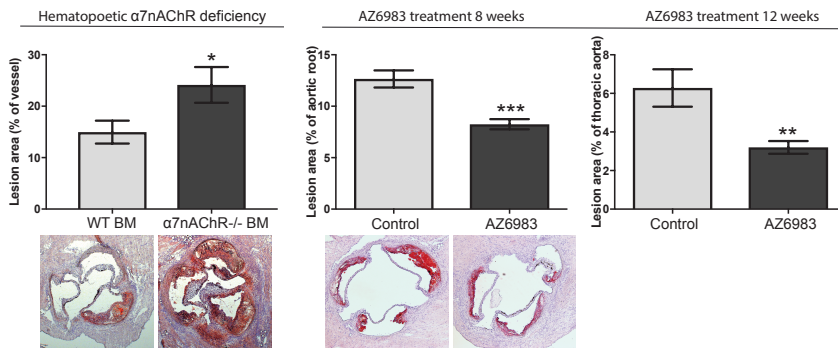 Hematopoetic α7nAChR deficiency
Lesion area (% of vessel)
30
20
10
0
*
WT BM
α7nAChR-/- BM
AZ6983 treatment 8 weeks
Lesion area (% of aortic root)
15
10
5
0
***
Control
AZ6983
AZ6983 treatment 12 weeks
Lesion area (% of thoracic aorta)
8
6
4
2
0
**
Control
AZ6983